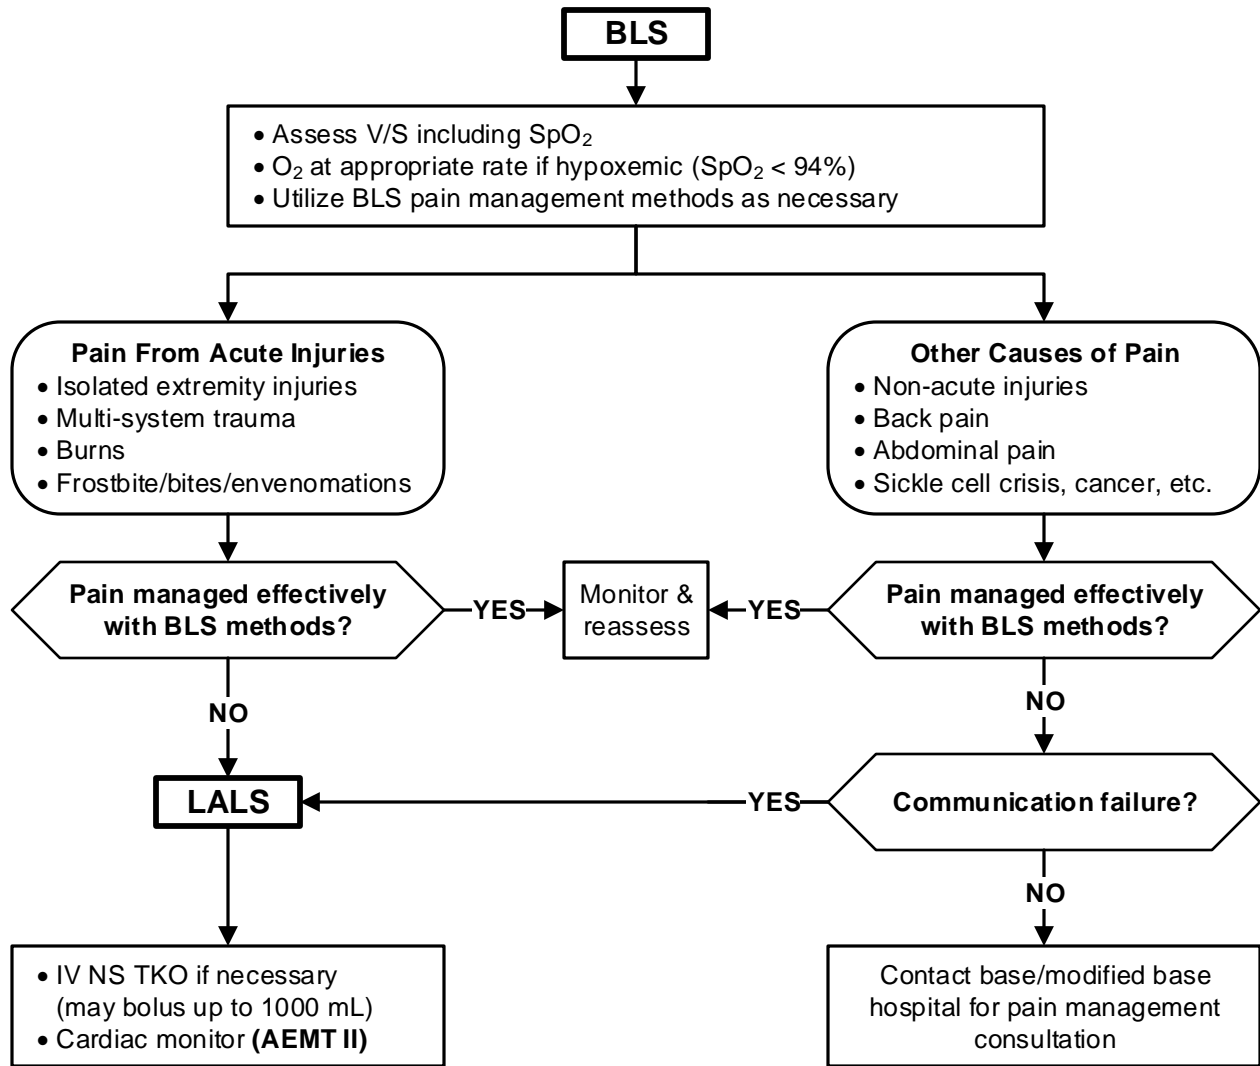 BLS
• Assess V/S including SpO₂
• O₂ at appropriate rate if hypoxemic (SpO₂ < 94%)
• Utilize BLS pain management methods as necessary
Pain From Acute Injuries
• Isolated extremity injuries
• Multi-system trauma
• Burns
• Frostbite/bites/envenomations
Other Causes of Pain
• Non-acute injuries
• Back pain
• Abdominal pain
• Sickle cell crisis, cancer, etc.
Pain managed effectively
with BLS methods?
YES
Monitor &
reassess
YES
Pain managed effectively
with BLS methods?
NO
NO
LALS
YES
Communication failure?
NO
• IV NS TKO if necessary
(may bolus up to 1000 mL)
• Cardiac monitor (AEMT II)
Contact base/modified base
hospital for pain management
consultation